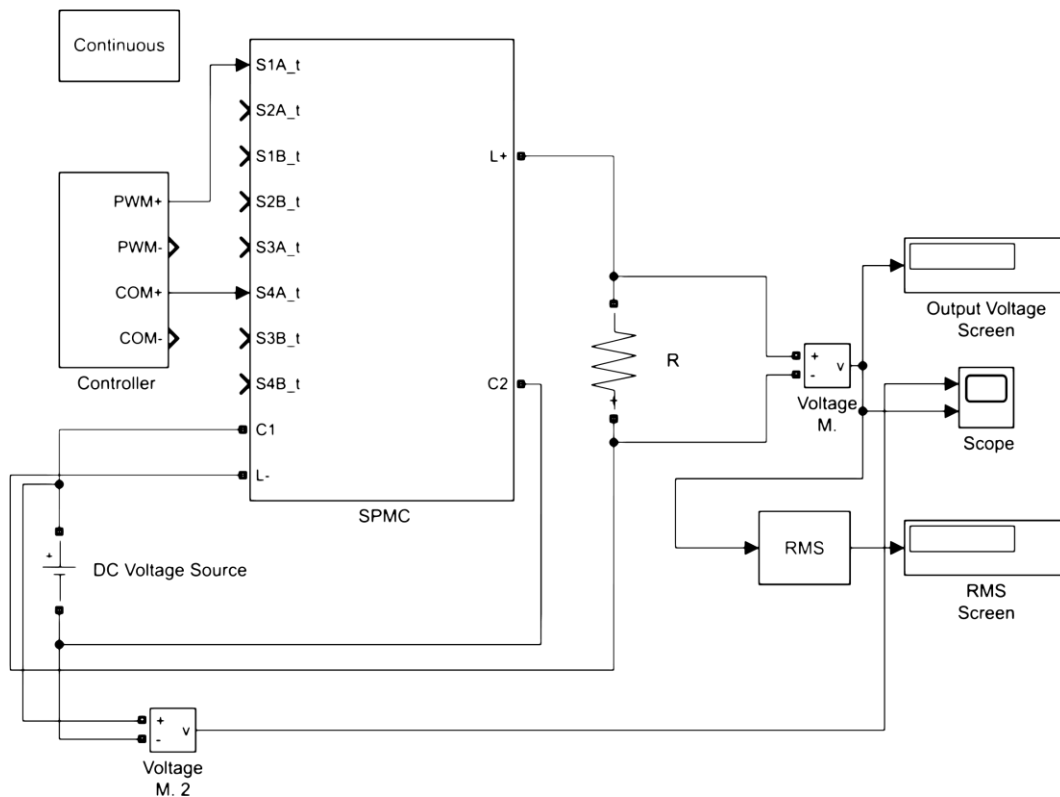 Continuous
S1A_t
S2A_t
S1B_t
S2B_t
S3A_t
S4A_t
S3B_t
S4B_t
C1
L-
L+
C2
SPMC
PWM+
PWM-
COM+
COM-
Controller
+
DC Voltage Source
R
+
+
-
v
Voltage
M.
Output Voltage
Screen
Scope
RMS
RMS
Screen
+
-
v
Voltage
M. 2